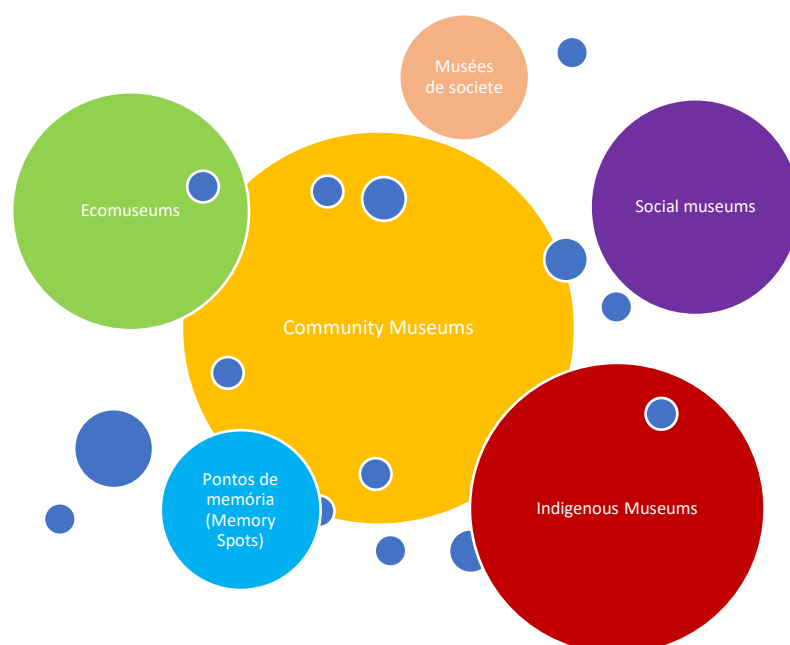 Musées
de societe
Ecomuseums
Social museums
Community Museums
Pontos de
memória
(Memory
Spots)
Indigenous Museums